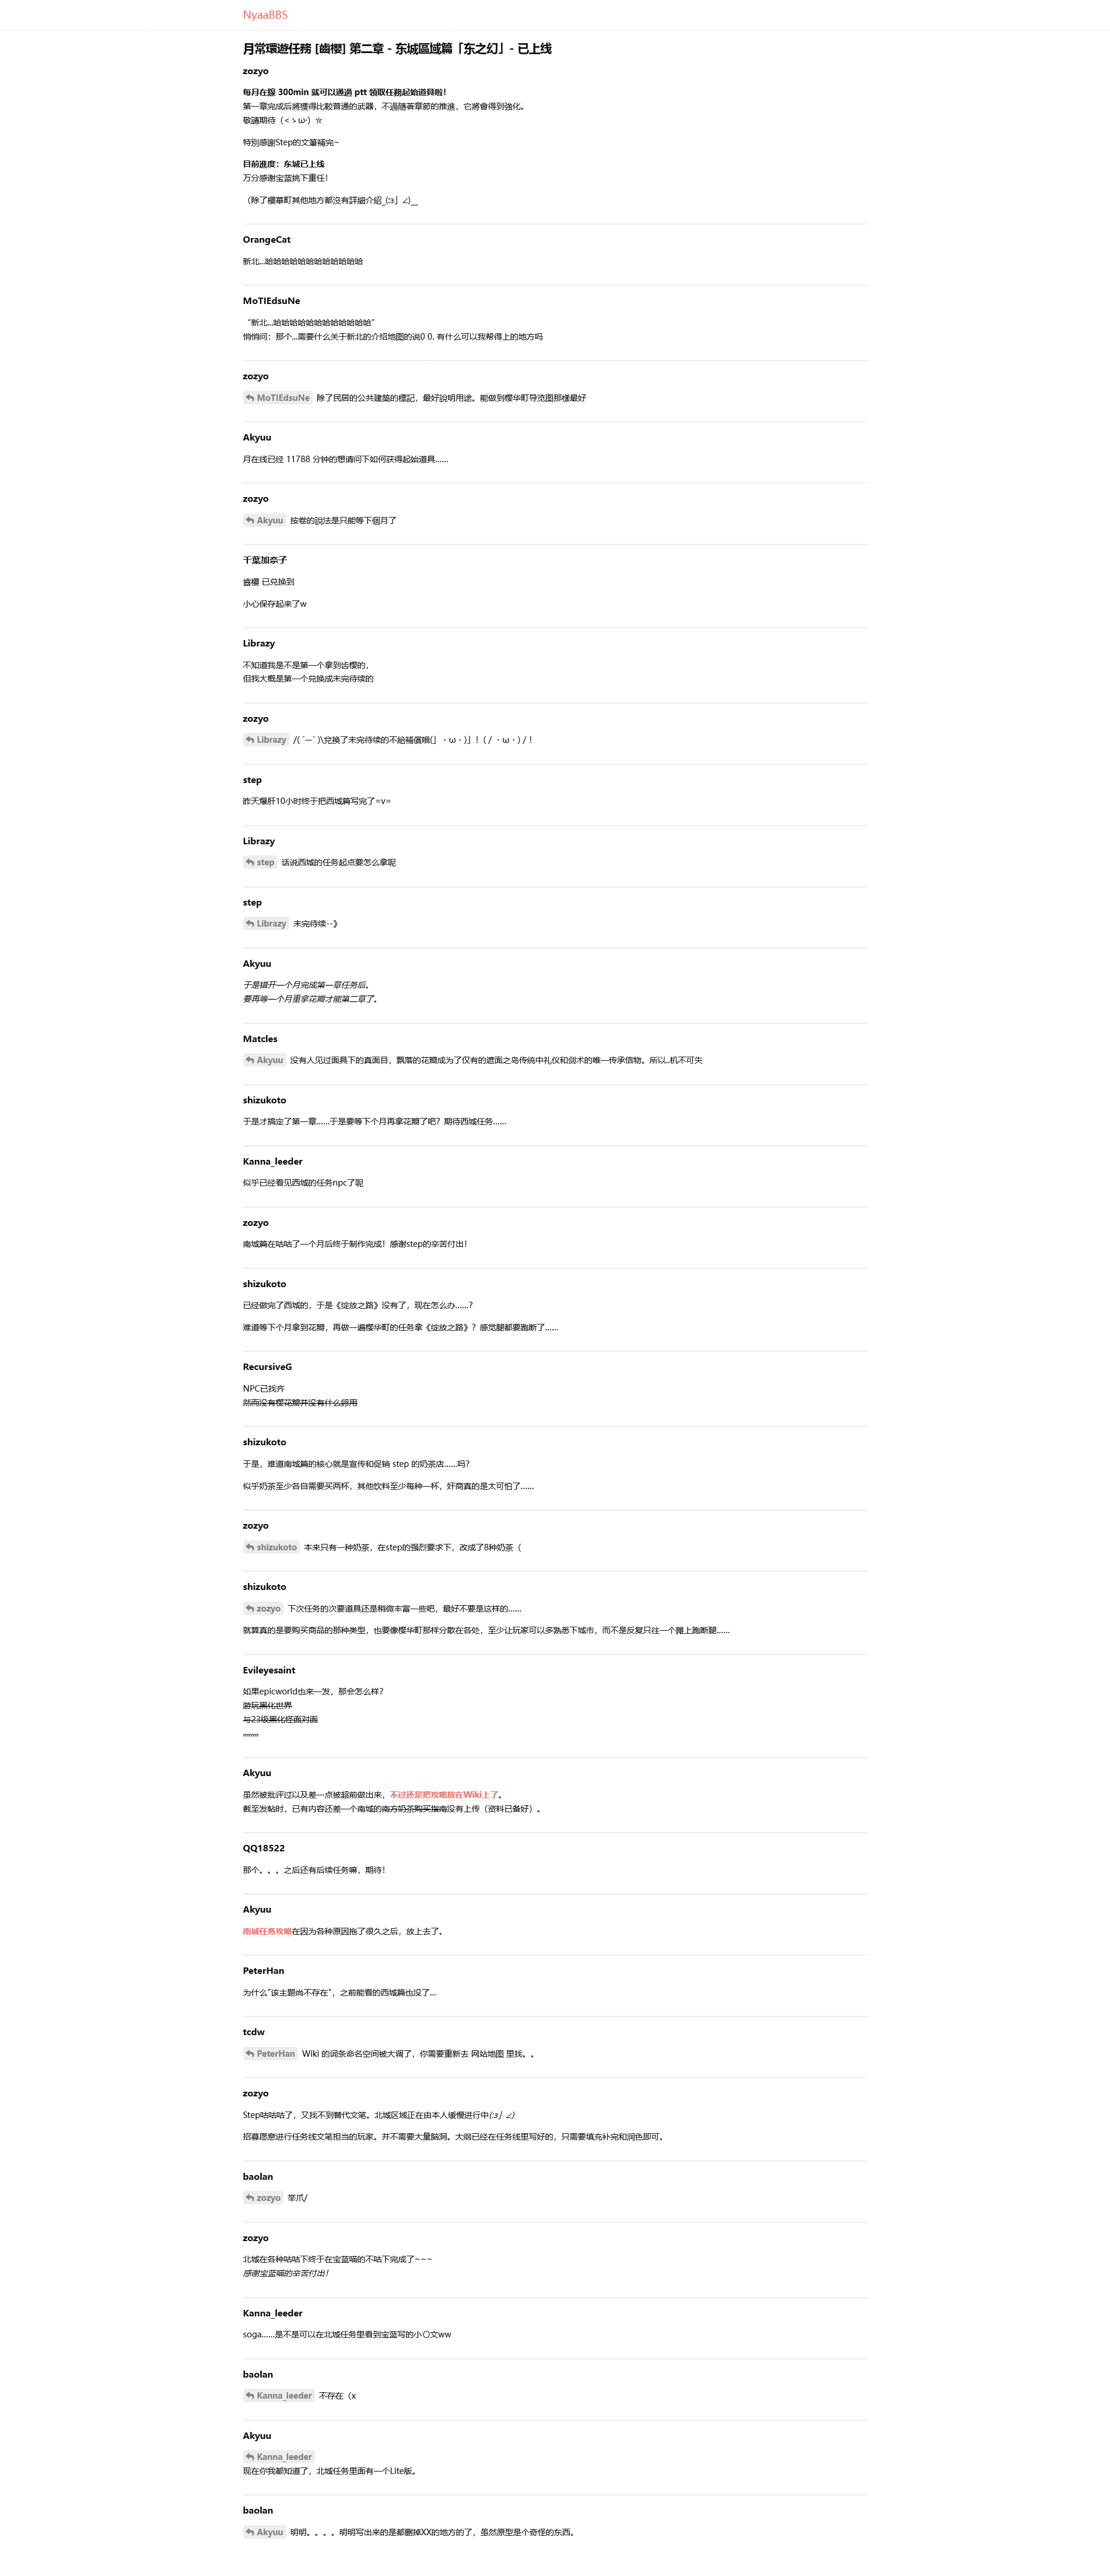 NyaaBBS
月常環遊任務 [齒櫻] 第二章 - 东城區域篇「东之幻」- 已上线
zozyo
每月在線 300min 就可以通過 ptt 領取任務起始道具啦！
第一章完成后將獲得比較普通的武器，不過隨著章節的推進，它將會得到強化。
敬請期待（<ゝω·）☆
特別感謝Step的文筆補完~
目前進度：东城已上线
万分感谢宝蓝挑下重任！
（除了櫻華町其他地方都沒有詳細介紹_(:з」∠)__
OrangeCat
新北...哈哈哈哈哈哈哈哈哈哈哈哈
MoTIEdsuNe
“新北...哈哈哈哈哈哈哈哈哈哈哈哈”
悄悄问：那个...需要什么关于新北的介绍地图的说0 0. 有什么可以我帮得上的地方吗
zozyo
MoTIEdsuNe 除了民居的公共建築的標記，最好說明用途。能做到樱华町导览图那樣最好
Akyuu
月在线已经 11788 分钟的想请问下如何获得起始道具……
zozyo
Akyuu 按卷的說法是只能等下個月了
千葉加奈子
齒櫻 已兑换到
小心保存起来了w
Librazy
不知道我是不是第一个拿到齿樱的，
但我大概是第一个兑换成未完待续的
zozyo
Librazy /( ´—` )\兌换了未完待续的不給補償哦(」・ω・)」！(／・ω・)／！
step
昨天爆肝10小时终于把西城篇写完了=v=
Librazy
step 话说西城的任务起点要怎么拿呢
step
Librazy 未完待续--》
Akyuu
于是错开一个月完成第一章任务后。
要再等一个月重拿花瓣才能第二章了。
Matcles
Akyuu 没有人见过面具下的真面目，飘落的花瓣成为了仅有的遮面之岛传统中礼仪和剑术的唯一传承信物。所以..机不可失
shizukoto
于是才搞定了第一章……于是要等下个月再拿花瓣了吧？期待西城任务……
Kanna_leeder
似乎已经看见西城的任务npc了呢
zozyo
南城篇在咕咕了一个月后终于制作完成！感谢step的辛苦付出！
shizukoto
已经做完了西城的，于是《绽放之路》没有了，现在怎么办……？
难道等下个月拿到花瓣，再做一遍樱华町的任务拿《绽放之路》？感觉腿都要跑断了……
RecursiveG
NPC已找齐
然而没有樱花瓣并没有什么卵用
shizukoto
于是，难道南城篇的核心就是宣传和促销 step 的奶茶店……吗？
似乎奶茶至少各自需要买两杯，其他饮料至少每种一杯，奸商真的是太可怕了……
zozyo
shizukoto 本来只有一种奶茶，在step的强烈要求下，改成了8种奶茶（
shizukoto
zozyo 下次任务的次要道具还是稍微丰富一些吧，最好不要是这样的……
就算真的是要购买商品的那种类型，也要像樱华町那样分散在各处，至少让玩家可以多熟悉下城市，而不是反复只往一个摊上跑断腿……
Evileyesaint
如果epicworld也来一发，那会怎么样？
游玩黑化世界
与23级黑化怪面对面
Akyuu
虽然被批评过以及差一点被超前做出来，不过还是把攻略放在Wiki上了。
截至发帖时，已有内容还差一个南城的南方奶茶购买指南没有上传（资料已备好）。
QQ18522
那个。。。之后还有后续任务嘛，期待！
Akyuu
南城任务攻略在因为各种原因拖了很久之后，放上去了。
PeterHan
为什么“该主题尚不存在”，之前能看的西城篇也没了...
tcdw
PeterHan Wiki 的词条命名空间被大调了，你需要重新去 网站地图 里找。。
zozyo
Step咕咕咕了，又找不到替代文笔。北城区域正在由本人缓慢进行中(:з」∠)
招募愿意进行任务线文笔担当的玩家。并不需要大量脑洞。大纲已经在任务线里写好的，只需要填充补完和润色即可。
baolan
zozyo 举爪/
zozyo
北城在各种咕咕下终于在宝蓝喵的不咕下完成了~~~
感谢宝蓝喵的辛苦付出！
Kanna_leeder
soga……是不是可以在北城任务里看到宝蓝写的小〇文ww
baolan
Kanna_leeder 不存在（x
Akyuu
Kanna_leeder
现在你我都知道了，北城任务里面有一个Lite版。
baolan
Akyuu 明明。。。。明明写出来的是都删掉XX的地方的了，虽然原型是个奇怪的东西。